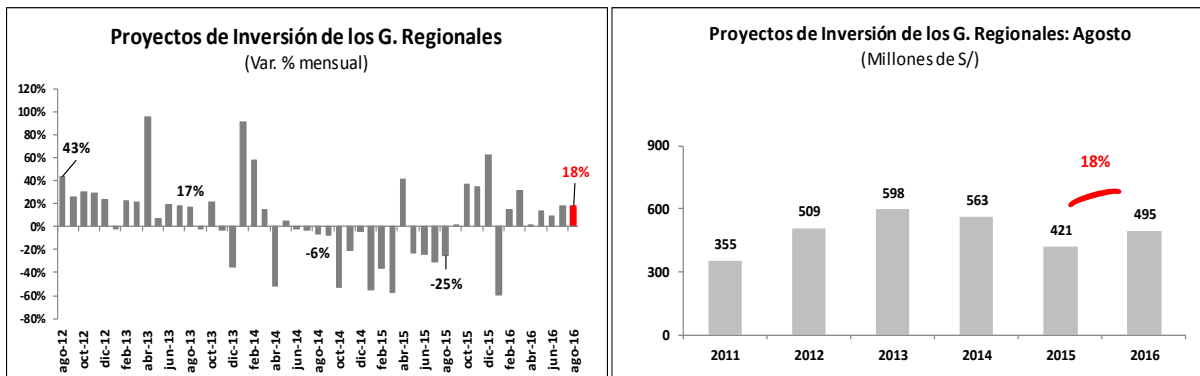 Proyectos de Inversión de los G. Regionales
(Var. % mensual)
120%
100%
80%
60%
40%
20%
0%
-20%
-40%
-60%
-80%
43%
17%
-6%
-25%
18%
ago-12
oct-12
dic-12
feb-13
abr-13
jun-13
ago-13
oct-13
dic-13
feb-14
abr-14
jun-14
ago-14
oct-14
dic-14
feb-15
abr-15
jun-15
ago-15
oct-15
dic-15
feb-16
abr-16
jun-16
ago-16
Proyectos de Inversión de los G. Regionales: Agosto
(Millones de S/)
900
600
300
0
355
509
598
563
421
495
18%
2011
2012
2013
2014
2015
2016